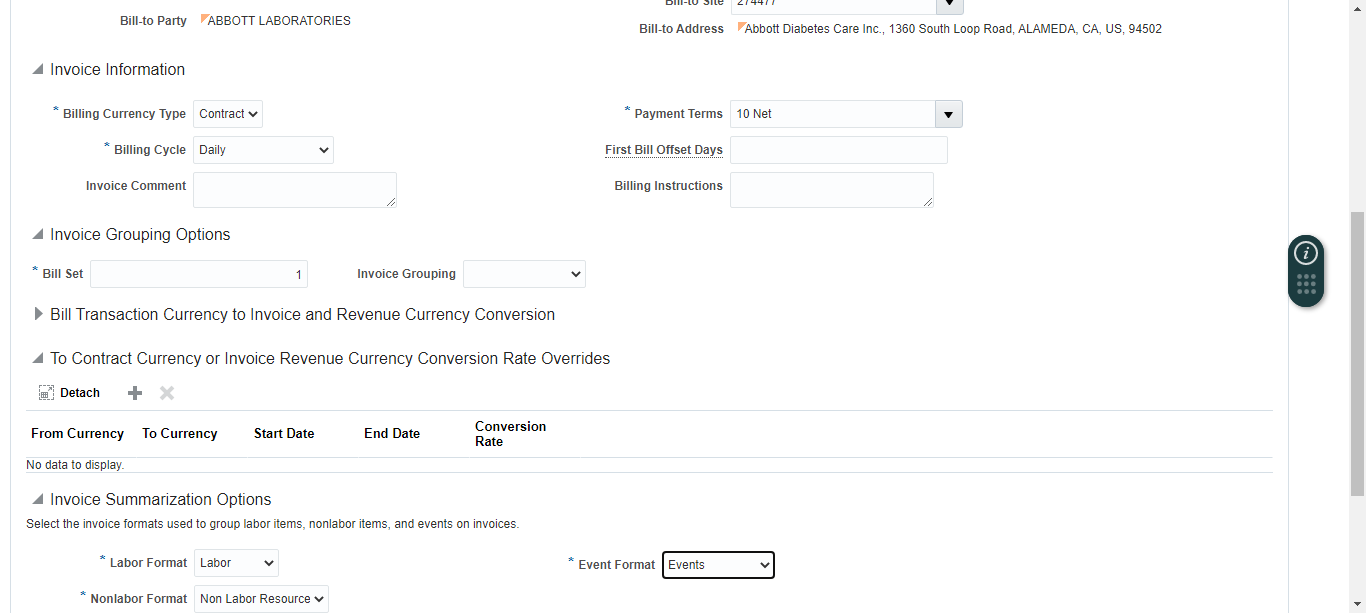 Bill-to Site 274477
Bill-to Party ABBOTT LABORATORIES
Bill-to Address Abbott Diabetes Care Inc., 1360 South Loop Road, ALAMEDA, CA, US, 94502
Invoice Information
* Billing Currency Type Contract
* Payment Terms 10 Net
* Billing Cycle Daily
First Bill Offset Days
Invoice Comment
Billing Instructions
Invoice Grouping Options
* Bill Set 1
Invoice Grouping
Bill Transaction Currency to Invoice and Revenue Currency Conversion
To Contract Currency or Invoice Revenue Currency Conversion Rate Overrides
Detach
From Currency To Currency Start Date End Date Conversion
Rate
No data to display.
Invoice Summarization Options
Select the invoice formats used to group labor items, nonlabor items, and events on invoices.
* Labor Format Labor
* Event Format Events
* Nonlabor Format Non Labor Resource